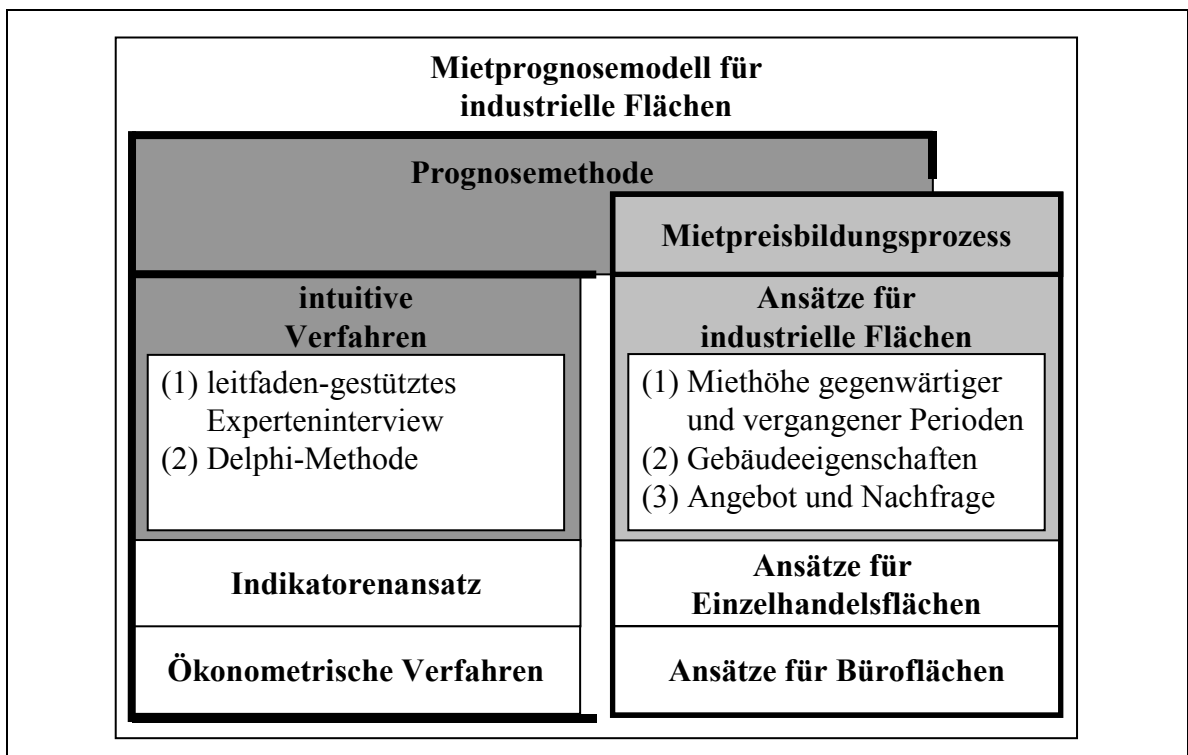 Mietprognosemodell für
industrielle Flächen
Prognosemethode
Mietpreisbildungsprozess
intuitive
Verfahren
(1) leitfaden-gestütztes
Experteninterview
(2) Delphi-Methode
Indikatorenansatz
Ökonometrische Verfahren
Ansätze für
industrielle Flächen
(1) Miethöhe gegenwärtiger
und vergangener Perioden
(2) Gebäudeeigenschaften
(3) Angebot und Nachfrage
Ansätze für
Einzelhandelsflächen
Ansätze für Büroflächen